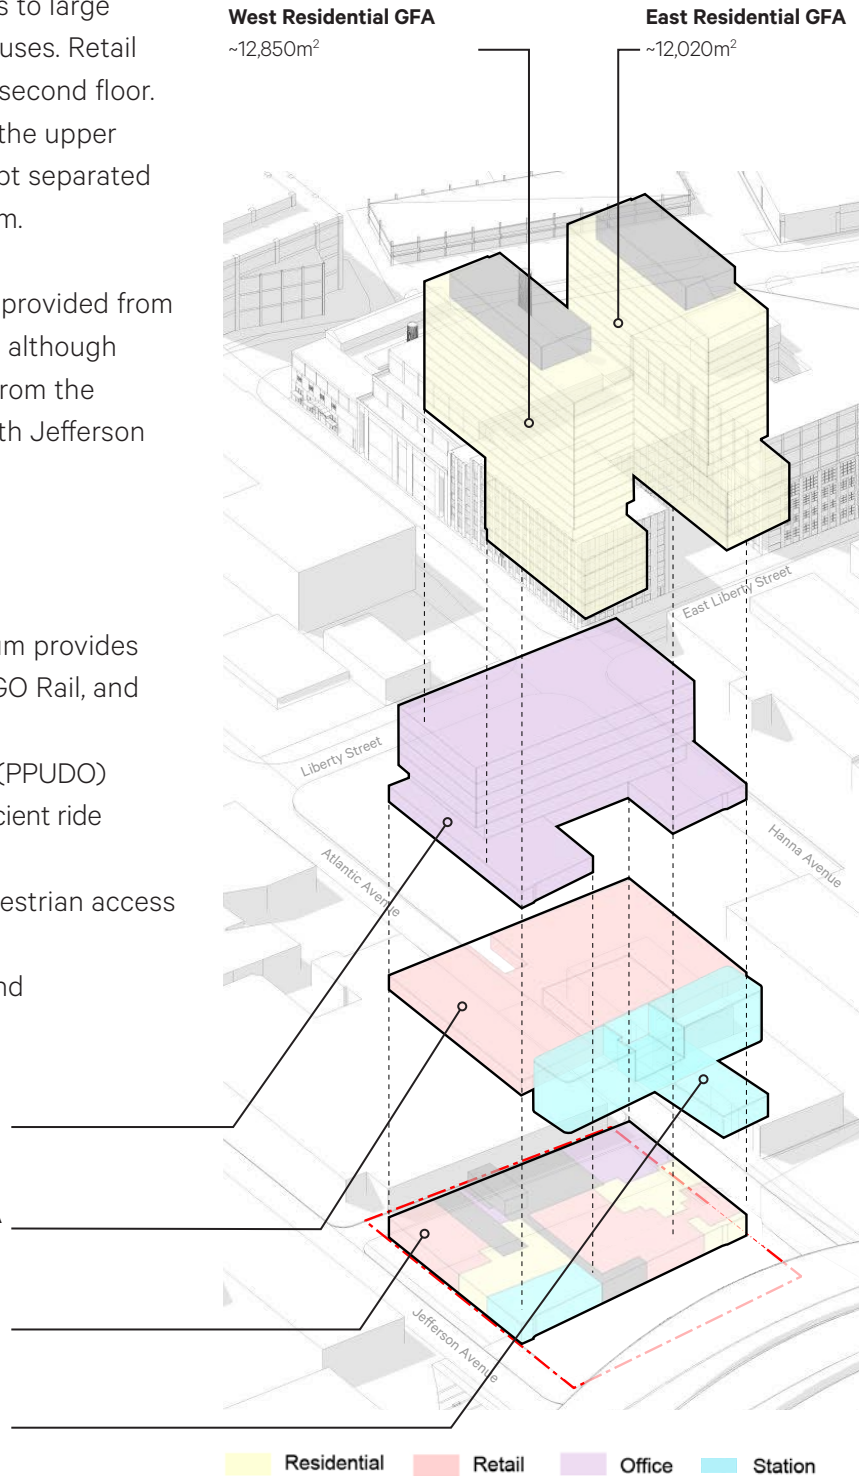 s to large
uses. Retail
second floor.
the upper
pt separated
m.
provided from
although
rom the
th Jefferson
um provides
GO Rail, and
(PPUDO)
cient ride
estrian access
nd
West Residential GFA
~12,850m²
East Residential GFA
~12,020m²
East Liberty Street
Liberty Street
Hanna Avenue
Atlantic Avenue
Jefferson Avenue
Residential
Retail
Office
Station